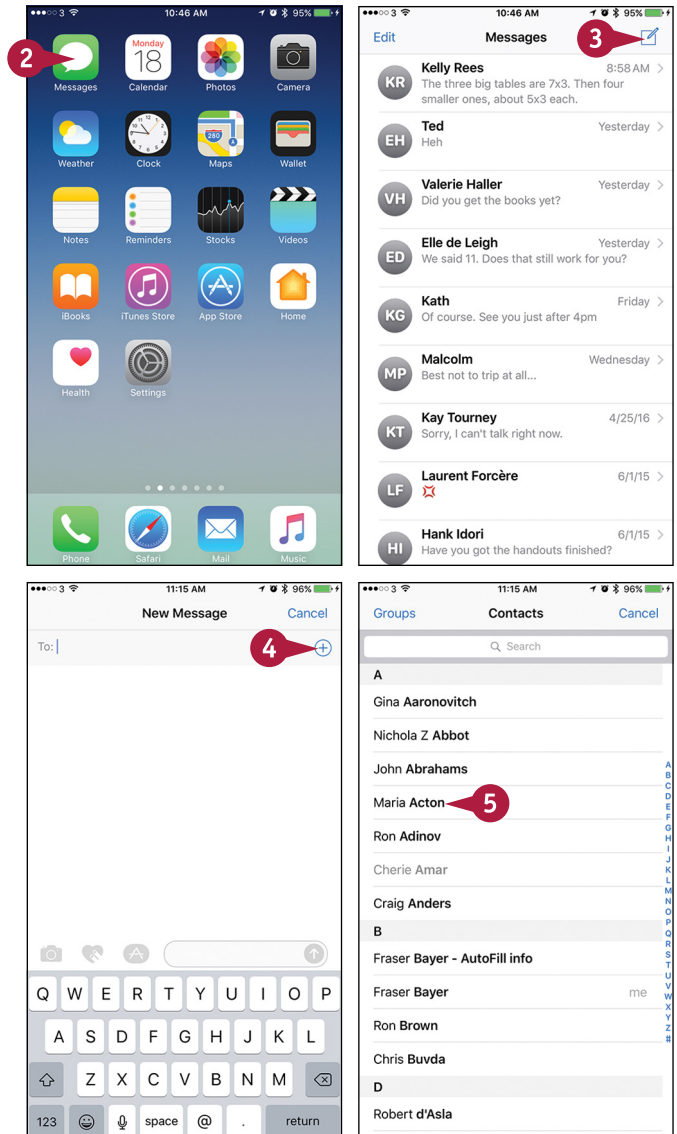 3
10:46 AM
95%
2
Monday
18
Messages
Calendar
Photos
Camera
280
Weather
Clock
Maps
Wallet
Notes
Reminders
Stocks
Videos
iBooks
iTunes Store
App Store
Home
Health
Settings
Phone
Safari
Mail
Music
3
10:46 AM
95%
Edit
Messages
3
KR
Kelly Rees
8:58 AM
The three big tables are 7x3. Then four
smaller ones, about 5x3 each.
EH
Ted
Yesterday
Heh
VH
Valerie Haller
Yesterday
Did you get the books yet?
ED
Elle de Leigh
Yesterday
We said 11. Does that still work for you?
KG
Kath
Friday
Of course. See you just after 4pm
MP
Malcolm
Wednesday
Best not to trip at all...
KT
Kay Tourney
4/25/16
Sorry, I can't talk right now.
LF
Laurent Forcère
6/1/15
HI
Hank Idori
6/1/15
Have you got the handouts finished?
3
11:15 AM
96%
New Message
Cancel
To:
4
Q W E R T Y U I O P
A S D F G H J K L
Z X C V B N M
123
space
@
.
return
3
11:15 AM
96%
Groups
Contacts
Cancel
Search
A
Gina Aaronovitch
Nichola Z Abbot
John Abrahams
Maria Acton
5
Ron Adinov
Cherie Amar
Craig Anders
B
Fraser Bayer - AutoFill info
Fraser Bayer
me
Ron Brown
Chris Buvda
D
Robert d'Asla
A
B
C
D
E
F
G
H
I
J
K
L
M
N
O
P
Q
R
S
T
U
V
W
X
Y
Z
#